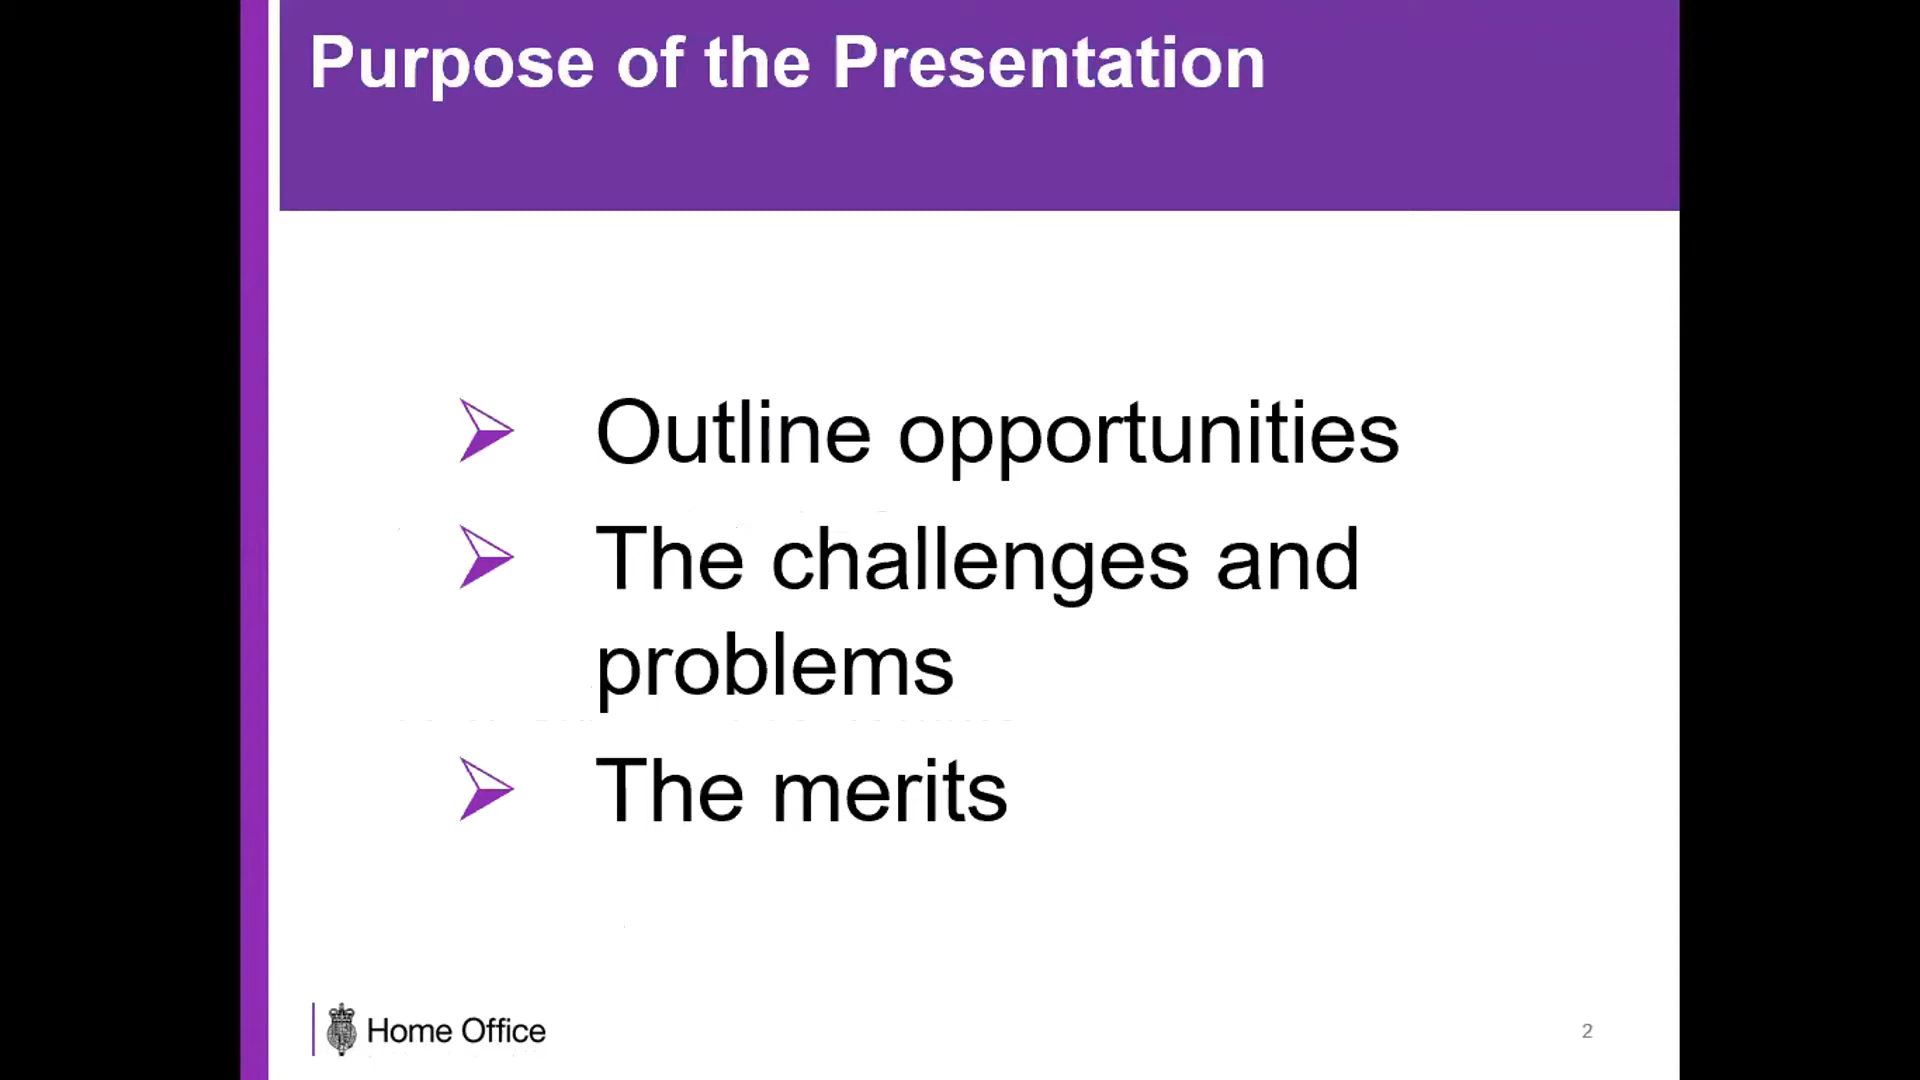 Purpose of the Presentation
Outline opportunities
The challenges and
problems
The merits
Home Office
2